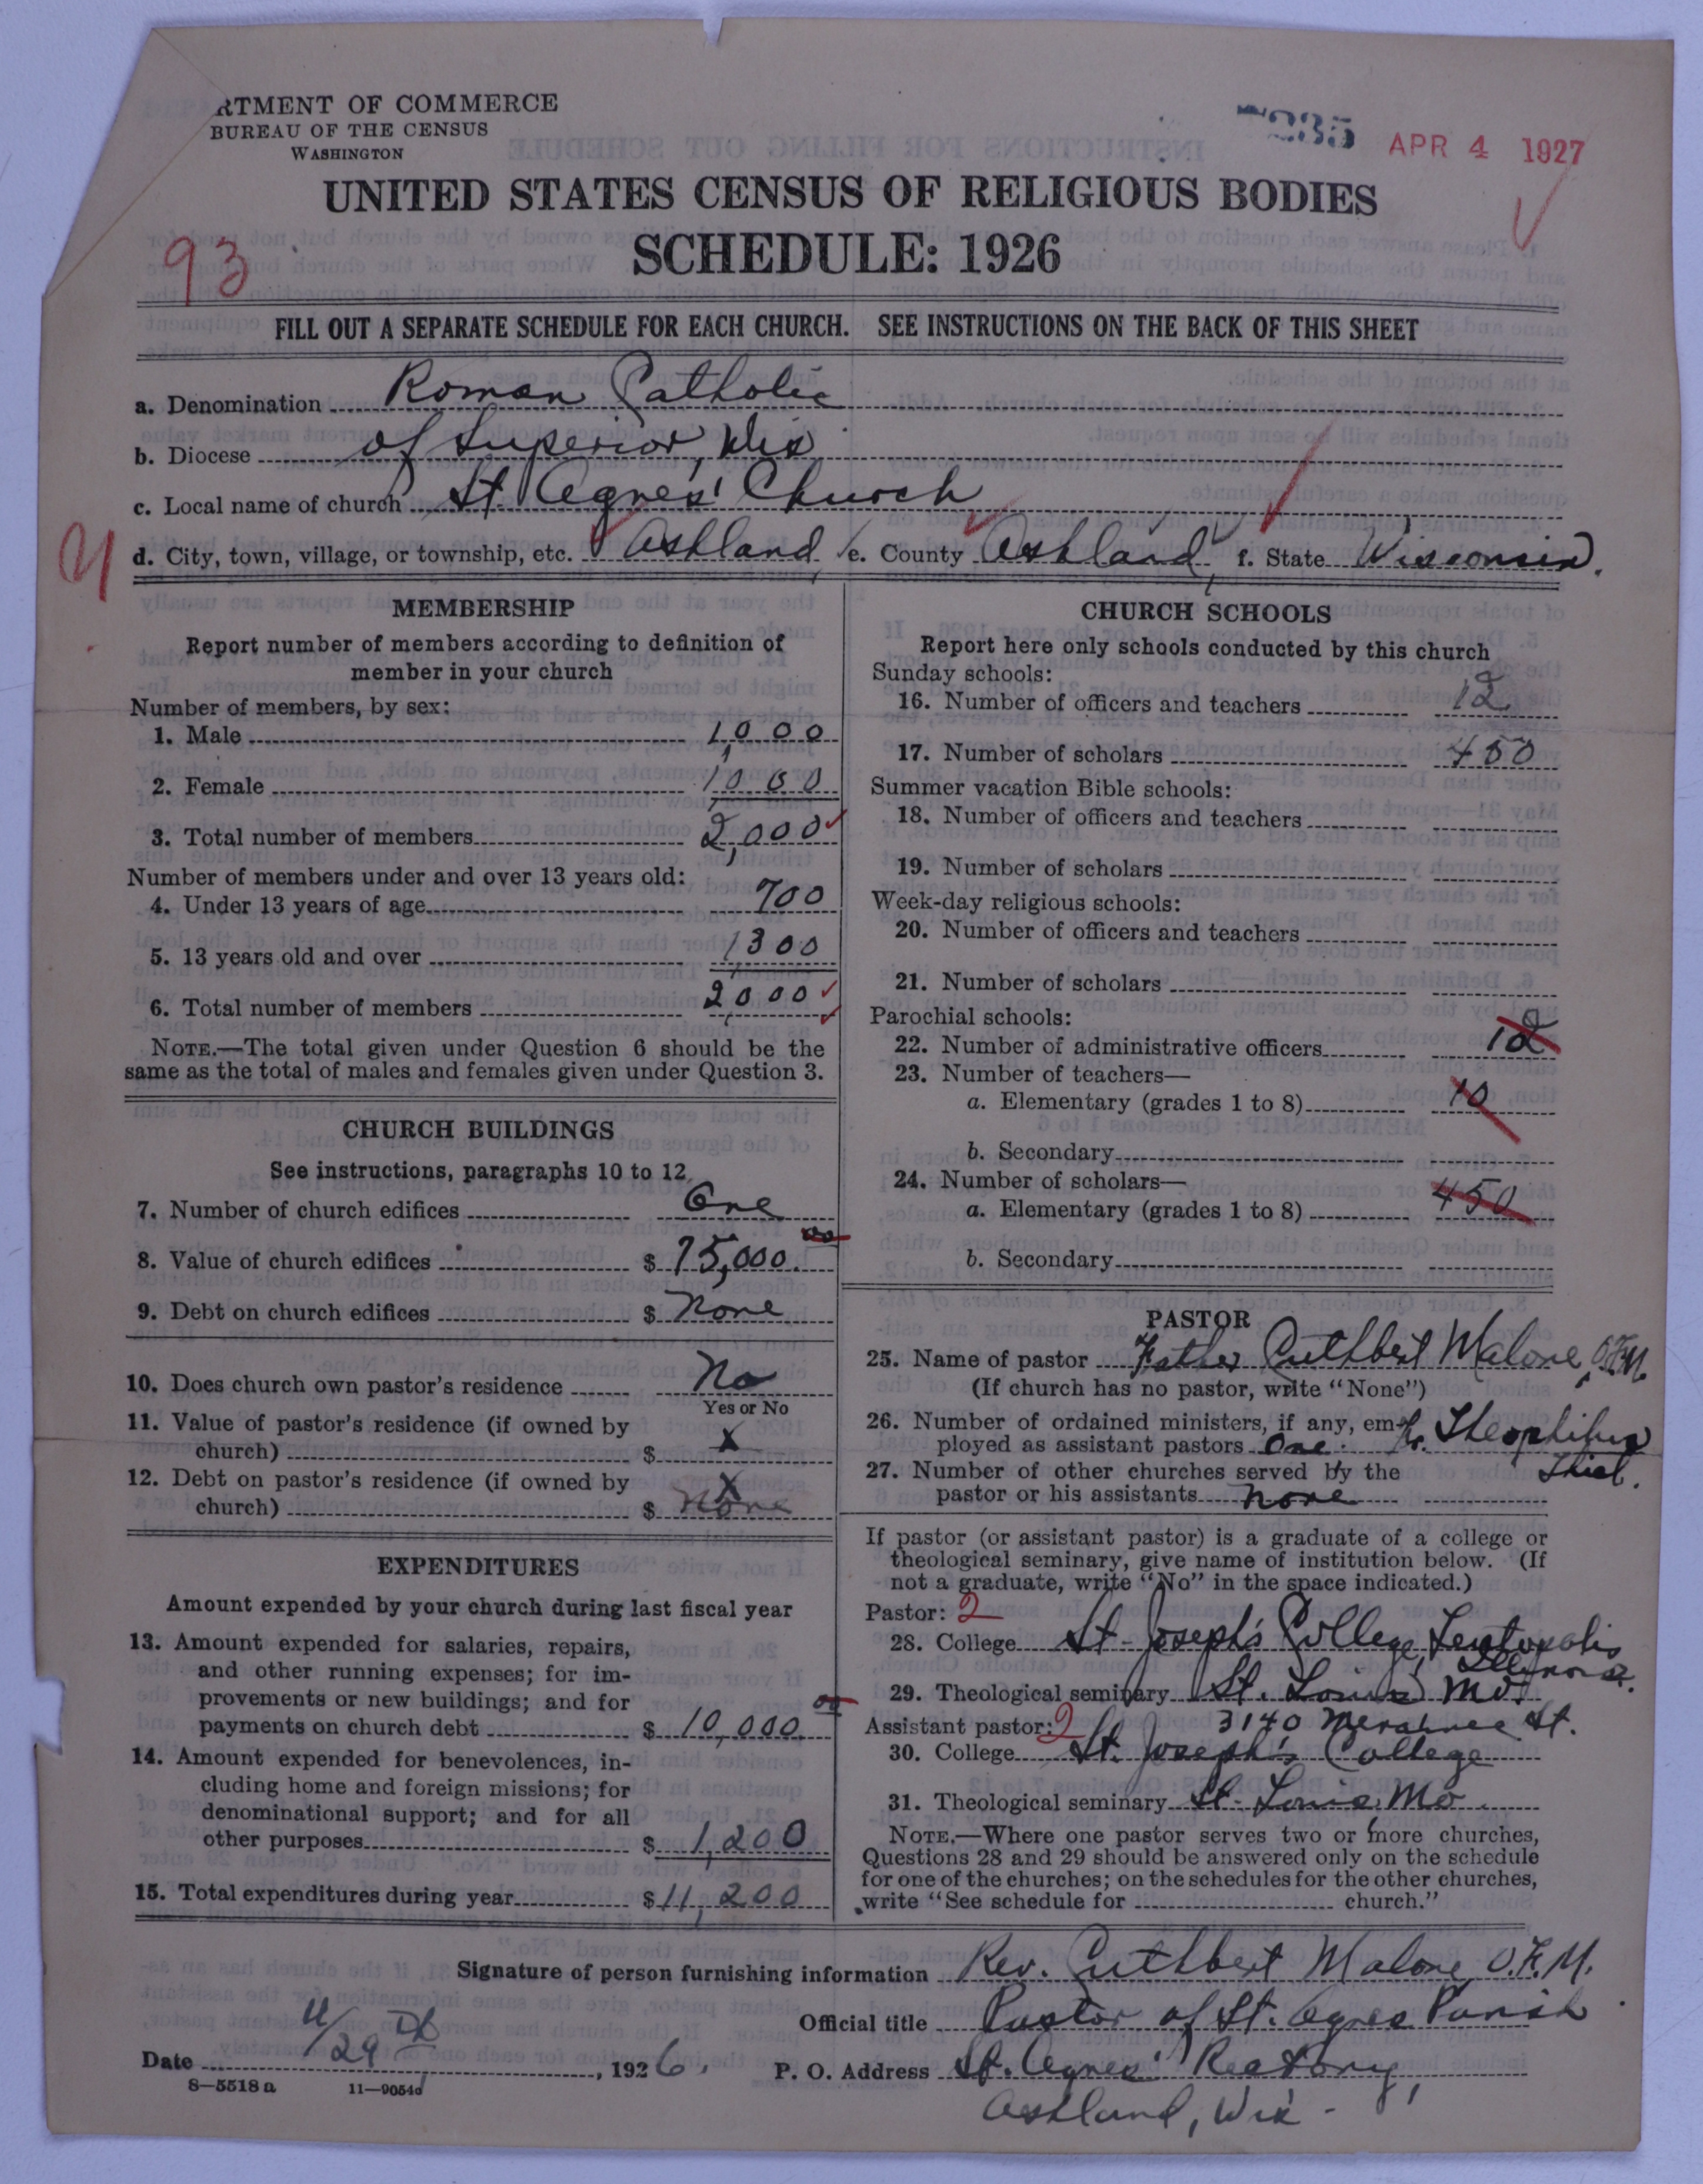 RTMENT OF COMMERCE
BUREAU OF THE CENSUS
WASHINGTON
7235 APR 4 1927
UNITED STATES CENSUS OF RELIGIOUS BODIES
SCHEDULE: 1926
93
FILL OUT A SEPARATE SCHEDULE FOR EACH CHURCH. SEE INSTRUCTIONS ON THE BACK OF THIS SHEET
a. Denomination Roman Catholic
b. Diocese of Superior, Wis
c. Local name of church St. Agnes' Church
d. City, town, village, or township, etc. Ashland, e. County Ashland, f. State Wisconsin.
MEMBERSHIP
Report number of members according to definition of
member in your church
Number of members, by sex:
1. Male 1,000
2. Female 1,000
3. Total number of members 2,000
Number of members under and over 13 years old:
4. Under 13 years of age 700
5. 13 years old and over 1,300
6. Total number of members 2,000
NOTE.—The total given under Question 6 should be the
same as the total of males and females given under Question 3.
CHURCH BUILDINGS
See instructions, paragraphs 10 to 12
7. Number of church edifices One
8. Value of church edifices $ 75,000.00
9. Debt on church edifices $ None
10. Does church own pastor's residence No
Yes or No
11. Value of pastor's residence (if owned by
church) $ X
12. Debt on pastor's residence (if owned by
church) $ X None
EXPENDITURES
Amount expended by your church during last fiscal year
13. Amount expended for salaries, repairs,
and other running expenses; for im-
provements or new buildings; and for
payments on church debt $ 10,000.00
14. Amount expended for benevolences, in-
cluding home and foreign missions; for
denominational support; and for all
other purposes $ 1,200
15. Total expenditures during year $ 11,200
CHURCH SCHOOLS
Report here only schools conducted by this church
Sunday schools:
16. Number of officers and teachers 12
17. Number of scholars 450
Summer vacation Bible schools:
18. Number of officers and teachers
19. Number of scholars
Week-day religious schools:
20. Number of officers and teachers
21. Number of scholars
Parochial schools:
22. Number of administrative officers 12
23. Number of teachers—
a. Elementary (grades 1 to 8) 10
b. Secondary
24. Number of scholars—
a. Elementary (grades 1 to 8) 450
b. Secondary
PASTOR
25. Name of pastor Father Cuthbert Malone, O.F.M.
(If church has no pastor, write "None")
26. Number of ordained ministers, if any, em-
ployed as assistant pastors One. Fr. Theophilus
Thiel.
27. Number of other churches served by the
pastor or his assistants None
If pastor (or assistant pastor) is a graduate of a college or
theological seminary, give name of institution below. (If
not a graduate, write "No" in the space indicated.)
Pastor: 2
28. College St. Joseph's College, Teutopolis
Illinois.
29. Theological seminary St. Louis, Mo.
3140 Meramec St.
Assistant pastor: 2
30. College St. Joseph's College
31. Theological seminary St. Louis, Mo.
NOTE.—Where one pastor serves two or more churches,
Questions 28 and 29 should be answered only on the schedule
for one of the churches; on the schedules for the other churches,
write "See schedule for church."
Signature of person furnishing information Rev. Cuthbert Malone, O.F.M.
Official title Pastor of St. Agnes Parish
Date 11/29, 1926. P. O. Address St. Agnes' Rectory,
Ashland, Wis.
8—5518a 11—9054d